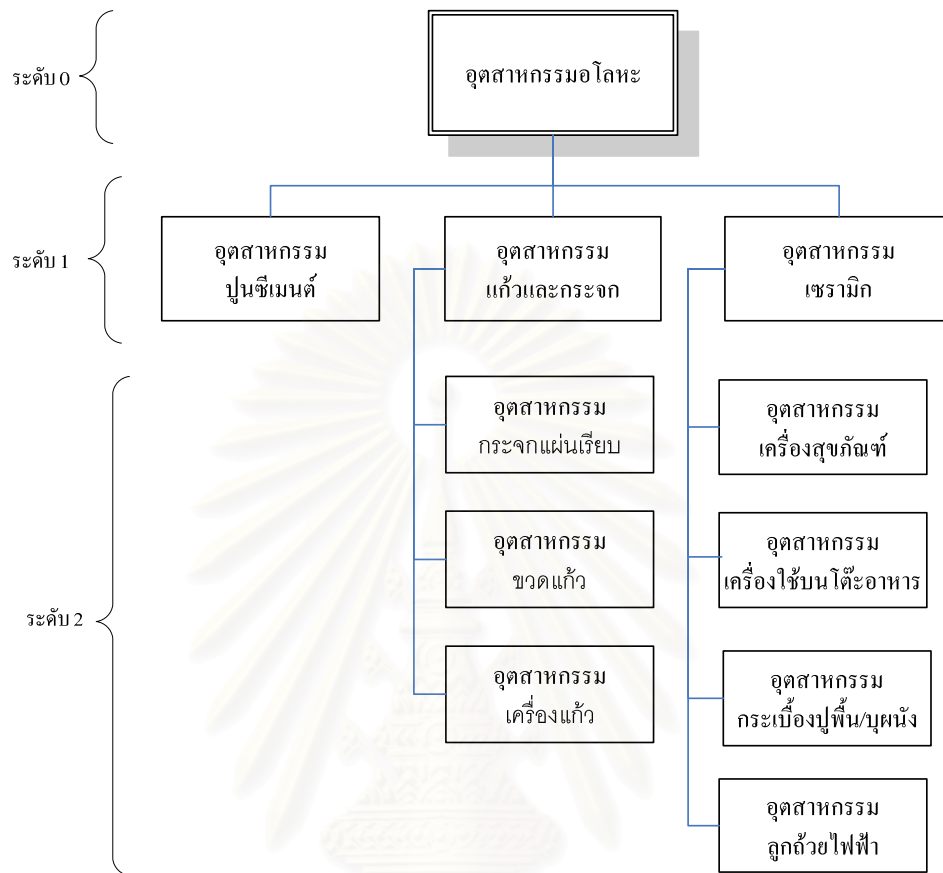 ระดับ 0
อุตสาหกรรมอโลหะ
ระดับ 1
อุตสาหกรรม
ปูนซีเมนต์
อุตสาหกรรม
แก้วและกระจก
อุตสาหกรรม
เซรามิก
ระดับ 2
อุตสาหกรรม
กระจกแผ่นเรียบ
อุตสาหกรรม
ขวดแก้ว
อุตสาหกรรม
เครื่องแก้ว
อุตสาหกรรม
เครื่องสุขภัณฑ์
อุตสาหกรรม
เครื่องใช้บนโต๊ะอาหาร
อุตสาหกรรม
กระเบื้องปูพื้น/บุผนัง
อุตสาหกรรม
ลูกถ้วยไฟฟ้า